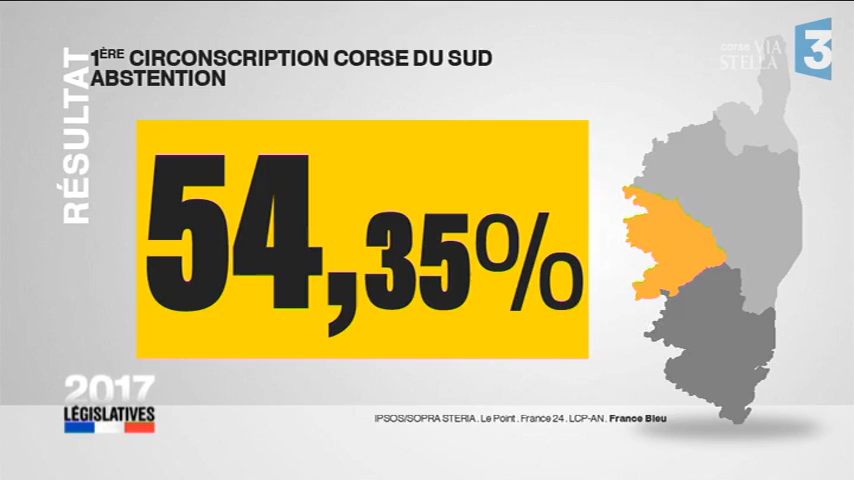 1ÈRE CIRCONSCRIPTION CORSE DU SUD
ABSTENTION
RÉSULTAT
corse VIA
STELLA
3
54,35%
2017
LÉGISLATIVES
IPSOS/SOPRA STERIA. Le Point. France 24. LCP-AN. France Bleu